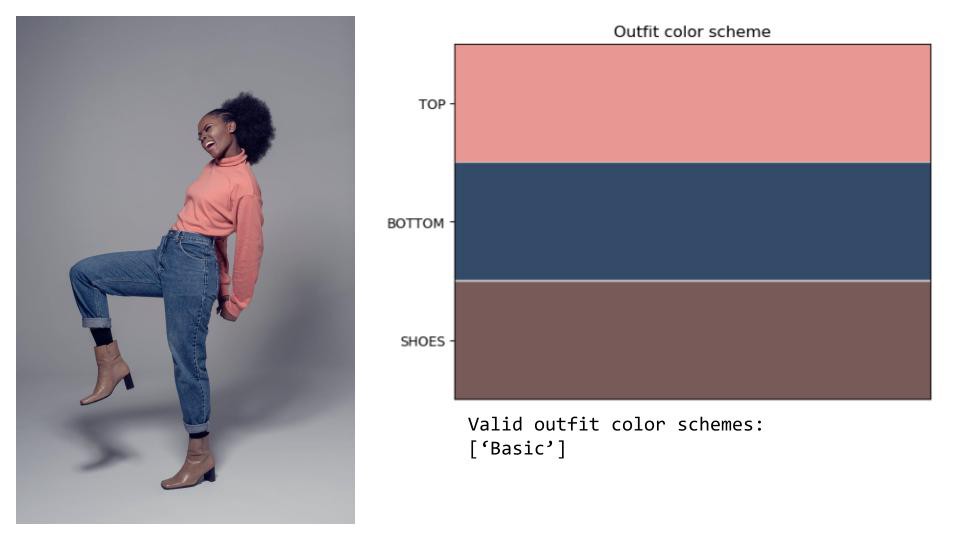 Outfit color scheme
TOP
BOTTOM
SHOES
Valid outfit color schemes:
[‘Basic’]